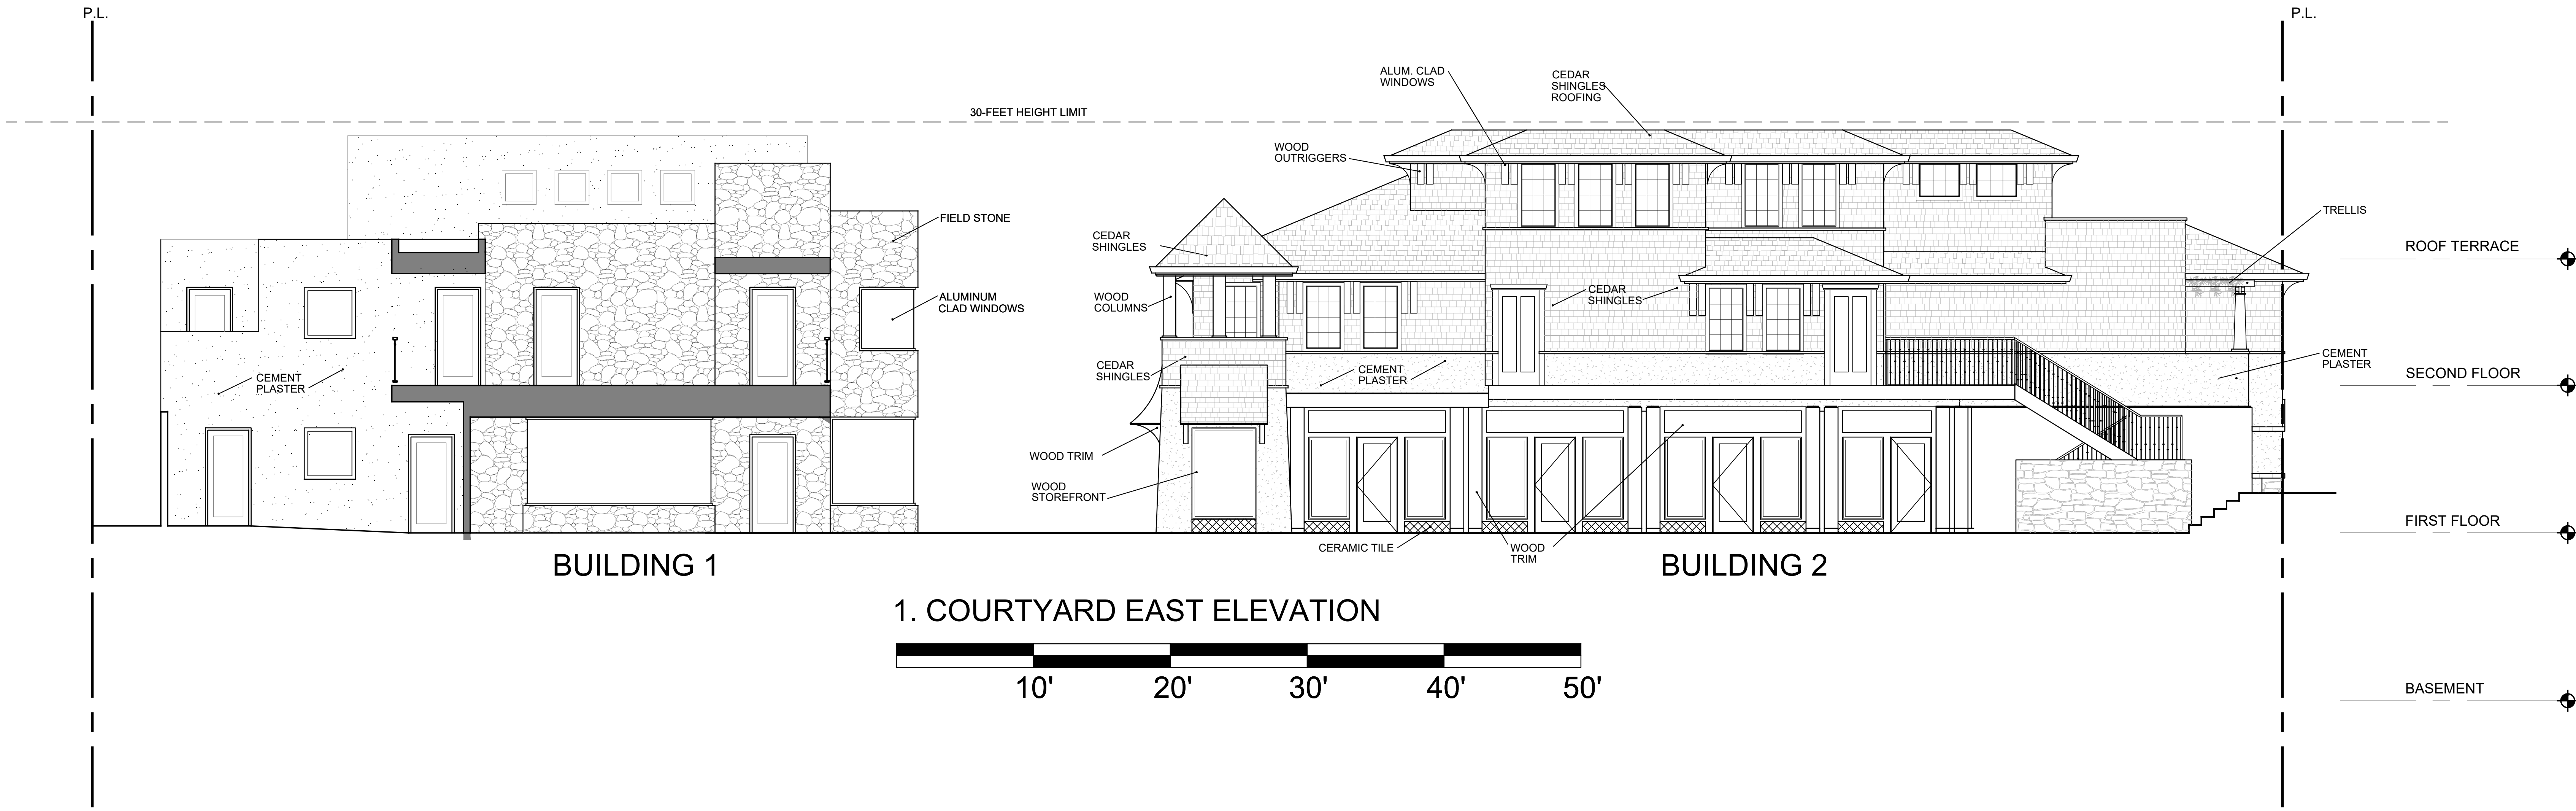 P.L.
P.L.
ALUM. CLAD
WINDOWS
CEDAR
SHINGLES
ROOFING
30-FEET HEIGHT LIMIT
WOOD
OUTRIGGERS
FIELD STONE
TRELLIS
CEDAR
SHINGLES
ROOF TERRACE
ALUMINUM
CLAD WINDOWS
WOOD
COLUMNS
CEDAR
SHINGLES
CEMENT
PLASTER
CEDAR
SHINGLES
CEMENT
PLASTER
CEMENT
PLASTER
SECOND FLOOR
WOOD TRIM
WOOD
STOREFRONT
FIRST FLOOR
CERAMIC TILE
WOOD
TRIM
BUILDING 1
BUILDING 2
1. COURTYARD EAST ELEVATION
10'
20'
30'
40'
50'
BASEMENT